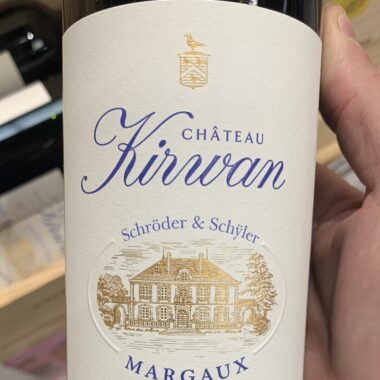 CHÂTEAU
Kirwan
Schröder & Schÿler
MARGAUX